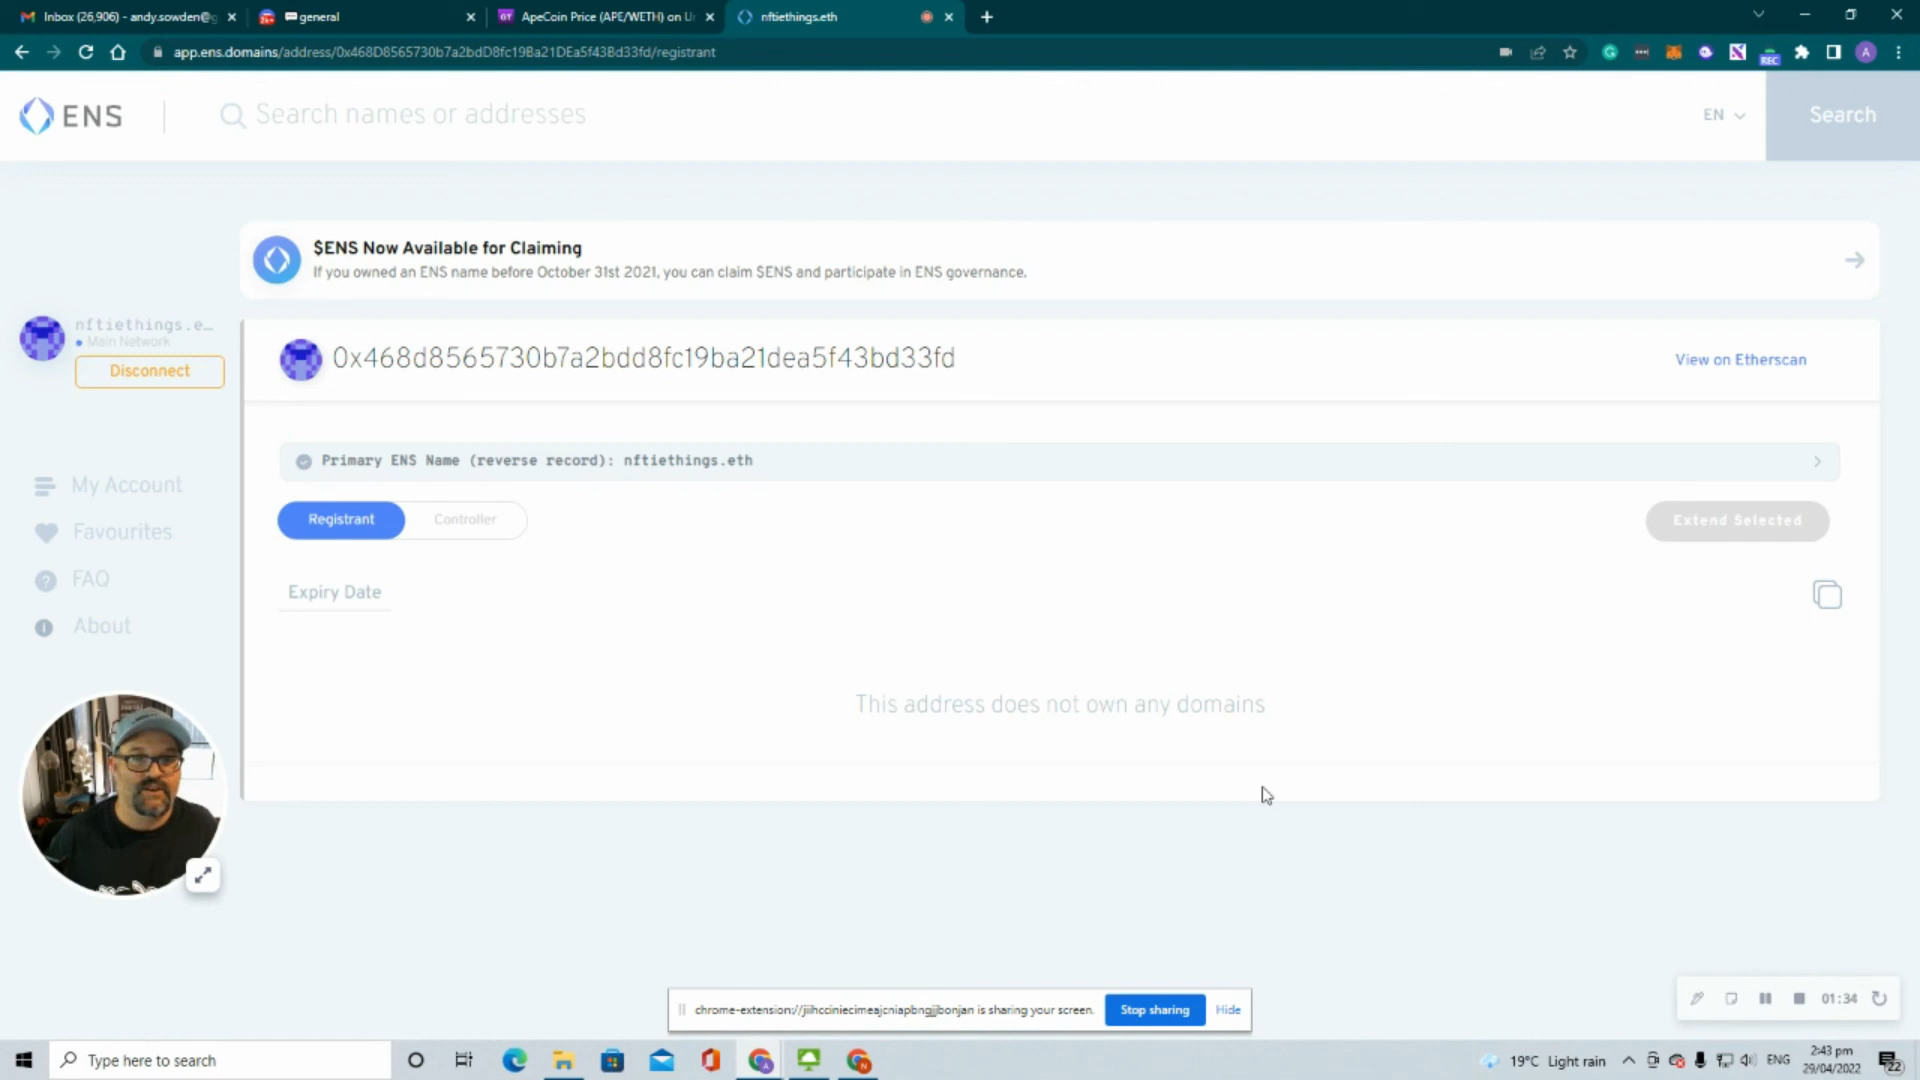 Inbox (26,906) - andy.sowden@g
general
ApeCoin Price (APE/WETH) on Un
nftiethings.eth
app.ens.domains/address/0x468D8565730b7a2bdD8fc19Ba21DEa5f43Bd33fd/registrant
REC
A
ENS
Search names or addresses
EN
Search
$ENS Now Available for Claiming
If you owned an ENS name before October 31st 2021, you can claim $ENS and participate in ENS governance.
nftiethings.e…
Main Network
Disconnect
0x468d8565730b7a2bdd8fc19ba21dea5f43bd33fd
View on Etherscan
Primary ENS Name (reverse record): nftiethings.eth
Registrant
Controller
Extend Selected
My Account
Favourites
FAQ
About
Expiry Date
This address does not own any domains
01:34
Stop sharing
Hide
Type here to search
19°C Light rain
ENG
2:43 pm
29/04/2022
22